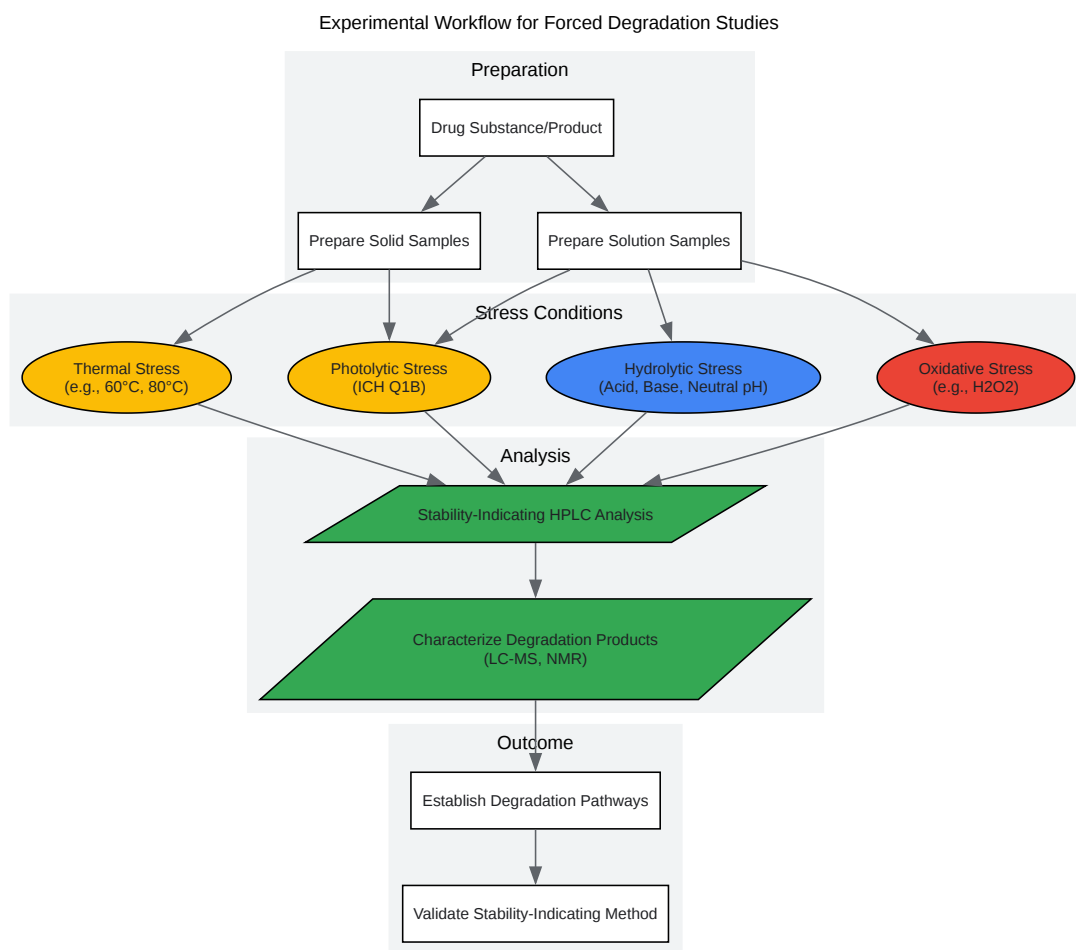 Experimental Workflow for Forced Degradation Studies
Preparation
Drug Substance/Product
Prepare Solid Samples
Prepare Solution Samples
Stress Conditions
Thermal Stress
(e.g., 60°C, 80°C)
Photolytic Stress
(ICH Q1B)
Hydrolytic Stress
(Acid, Base, Neutral pH)
Oxidative Stress
(e.g., H2O2)
Analysis
Stability-Indicating HPLC Analysis
Characterize Degradation Products
(LC-MS, NMR)
Outcome
Establish Degradation Pathways
Validate Stability-Indicating Method